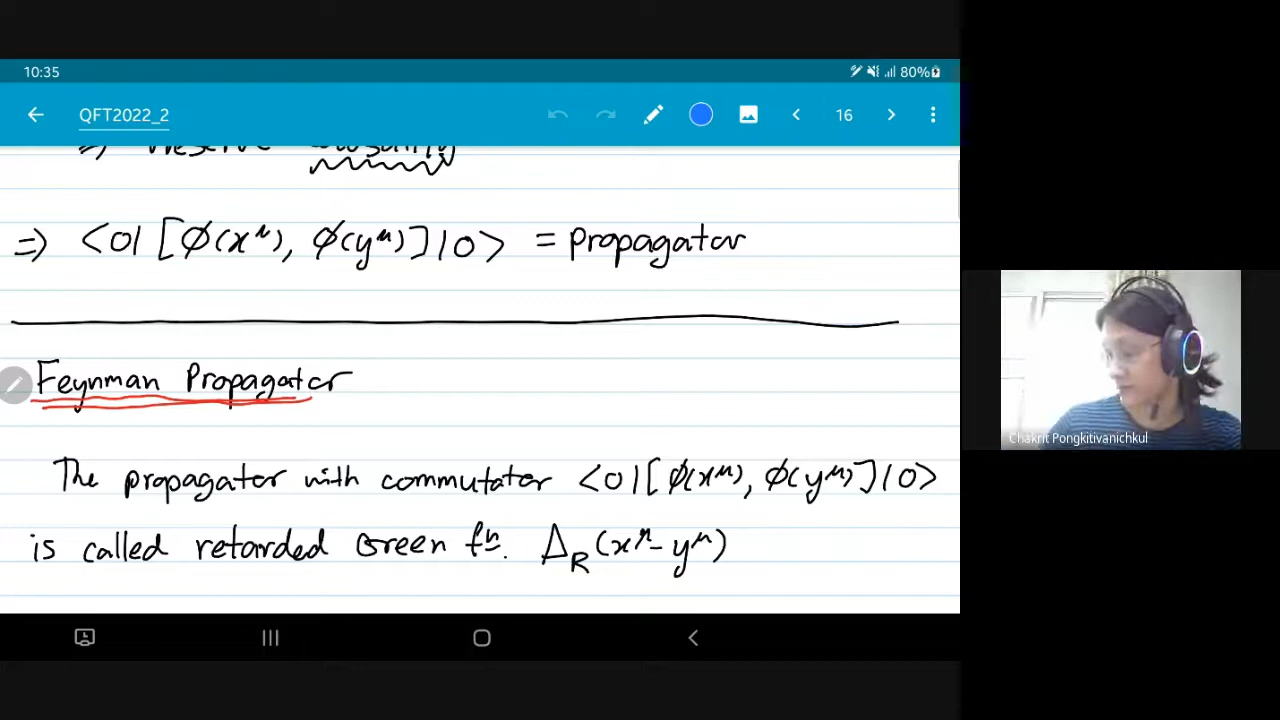 10:35
80%
QFT2022_2
16
=> <0|[φ(x^μ), φ(y^μ)]|0> = propagator
Feynman Propagator
The propagator with commutator <0|[φ(x^μ), φ(y^μ)]|0>
is called retarded Green fn. Δ_R(x^μ - y^μ)
Chakrit Pongkitivanichkul